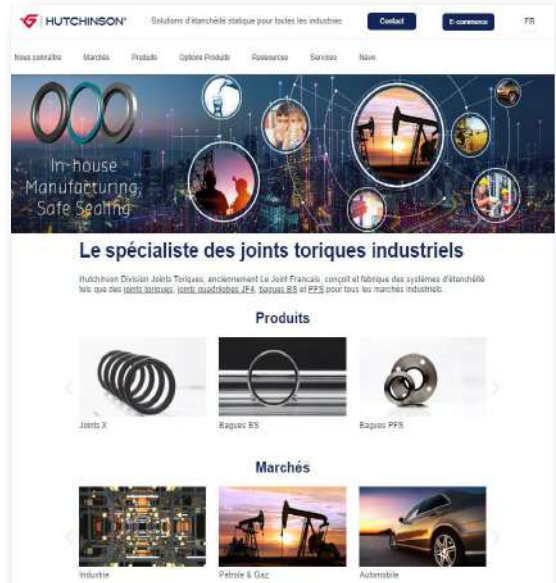 HUTCHINSON®
Solutions d'étanchéité statique pour toutes les industries
Contact
E-commerce
FR
Nous connaître
Marchés
Produits
Options Produits
Ressources
Services
News
In-house
Manufacturing,
Safe Sealing
Le spécialiste des joints toriques industriels
Hutchinson Division Joints Toriques, anciennement Le Joint Français, conçoit et fabrique des systèmes d'étanchéité
tels que des joints toriques, joints quadrilobes JF4, bagues BS et PFS pour tous les marchés industriels.
Produits
Joints X
Bagues BS
Bagues PFS
Marchés
Industrie
Pétrole & Gaz
Automobile